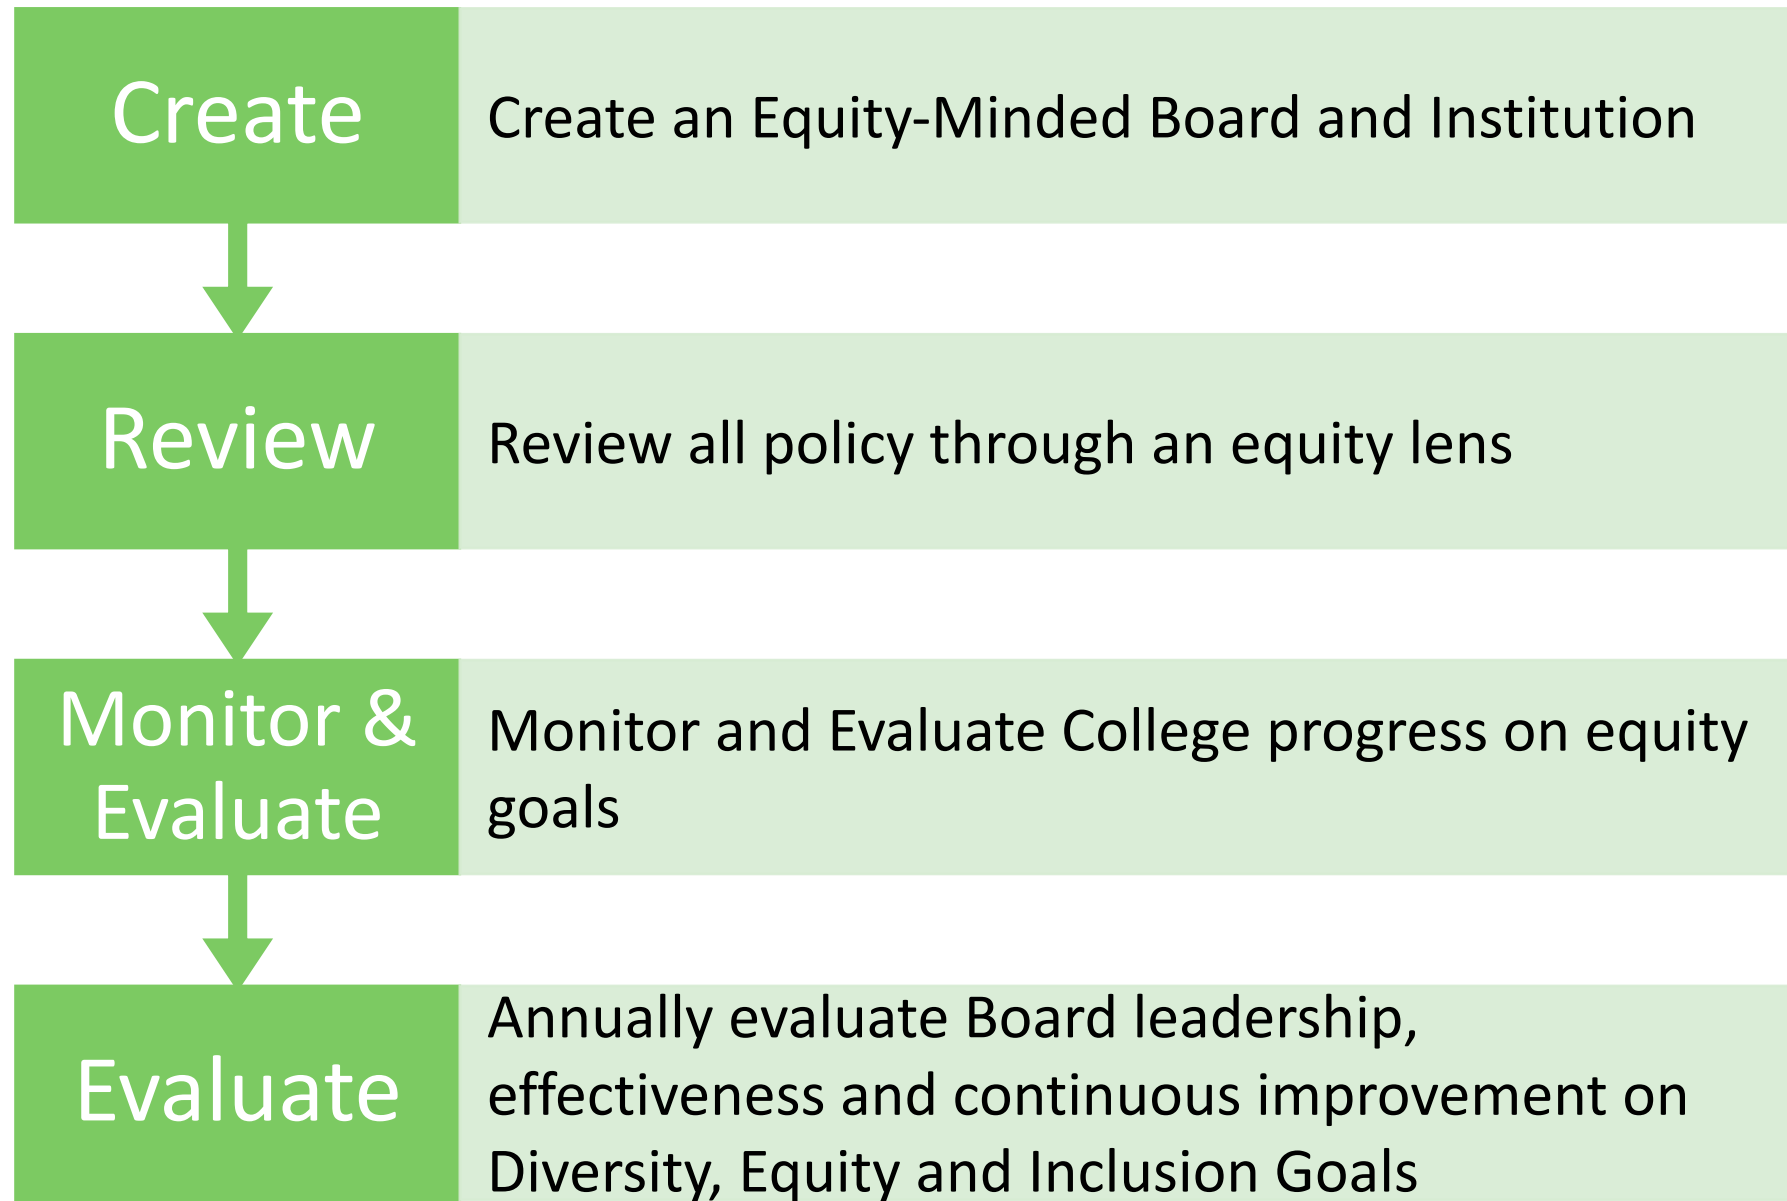 Create
Create an Equity-Minded Board and Institution
Review
Review all policy through an equity lens
Monitor &
Evaluate
Monitor and Evaluate College progress on equity
goals
Evaluate
Annually evaluate Board leadership,
effectiveness and continuous improvement on
Diversity, Equity and Inclusion Goals